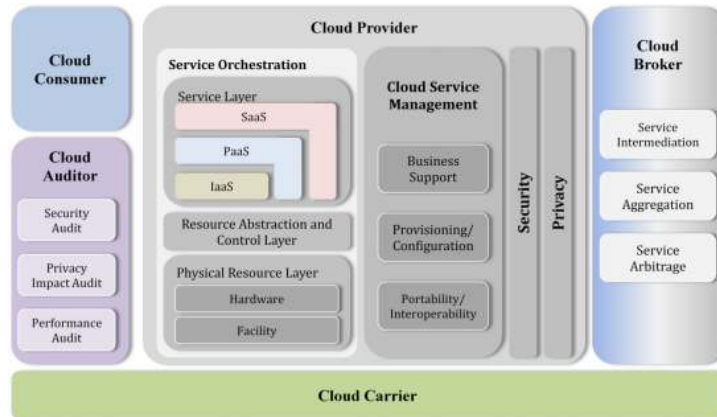 Cloud
Consumer
Cloud
Auditor
Security
Audit
Privacy
Impact Audit
Performance
Audit
Cloud Provider
Service Orchestration
Service Layer
SaaS
PaaS
IaaS
Resource Abstraction and
Control Layer
Physical Resource Layer
Hardware
Facility
Cloud Service
Management
Business
Support
Provisioning/
Configuration
Portability/
Interoperability
Security
Privacy
Cloud
Broker
Service
Intermediation
Service
Aggregation
Service
Arbitrage
Cloud Carrier